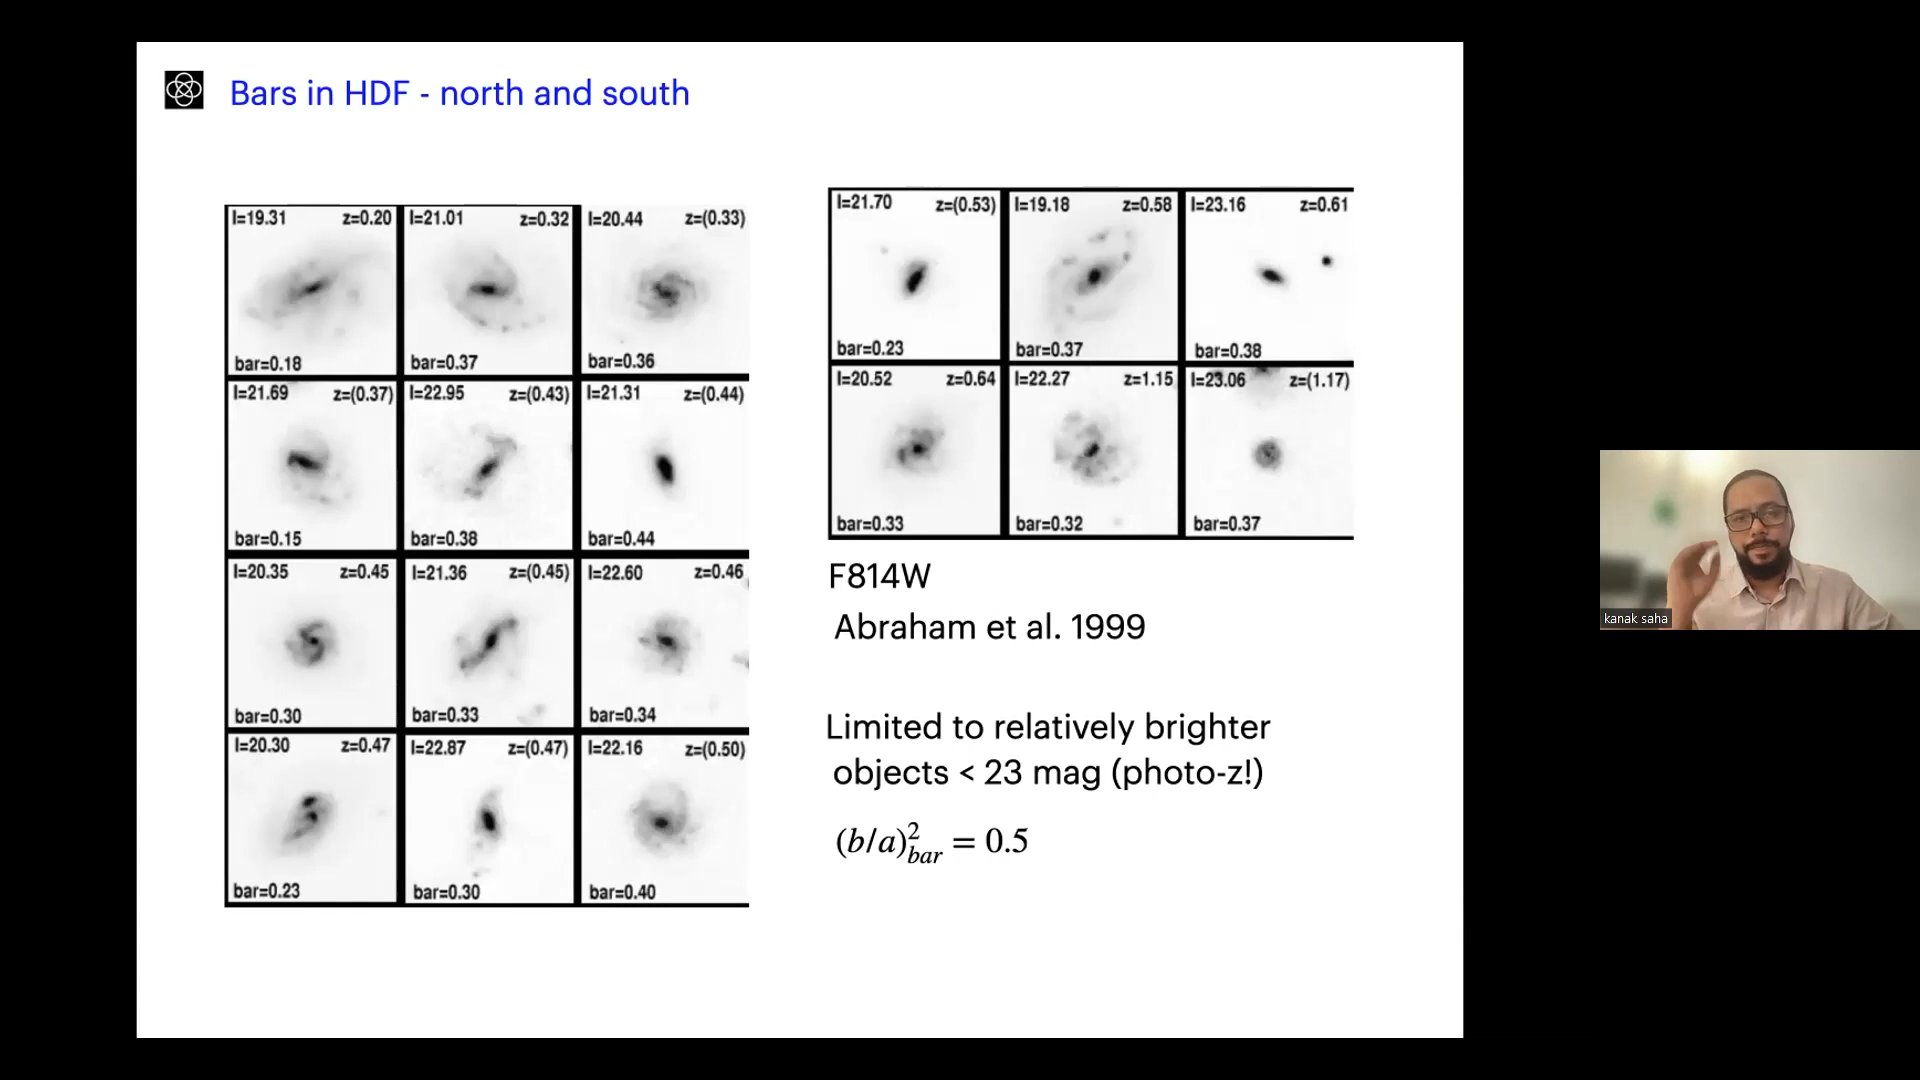 Bars in HDF - north and south
I=19.31 z=0.20 I=21.01 z=0.32 I=20.44 z=(0.33)
bar=0.18 bar=0.37 bar=0.36
I=21.69 z=(0.37) I=22.95 z=(0.43) I=21.31 z=(0.44)
bar=0.15 bar=0.38 bar=0.44
I=20.35 z=0.45 I=21.36 z=(0.45) I=22.60 z=0.46
bar=0.30 bar=0.33 bar=0.34
I=20.30 z=0.47 I=22.87 z=(0.47) I=22.16 z=(0.50)
bar=0.23 bar=0.30 bar=0.40
I=21.70 z=(0.53) I=19.18 z=0.58 I=23.16 z=0.61
bar=0.23 bar=0.37 bar=0.38
I=20.52 z=0.64 I=22.27 z=1.15 I=23.06 z=(1.17)
bar=0.33 bar=0.32 bar=0.37
F814W
Abraham et al. 1999
Limited to relatively brighter
objects < 23 mag (photo-z!)
(b/a)²_bar = 0.5
kanak saha